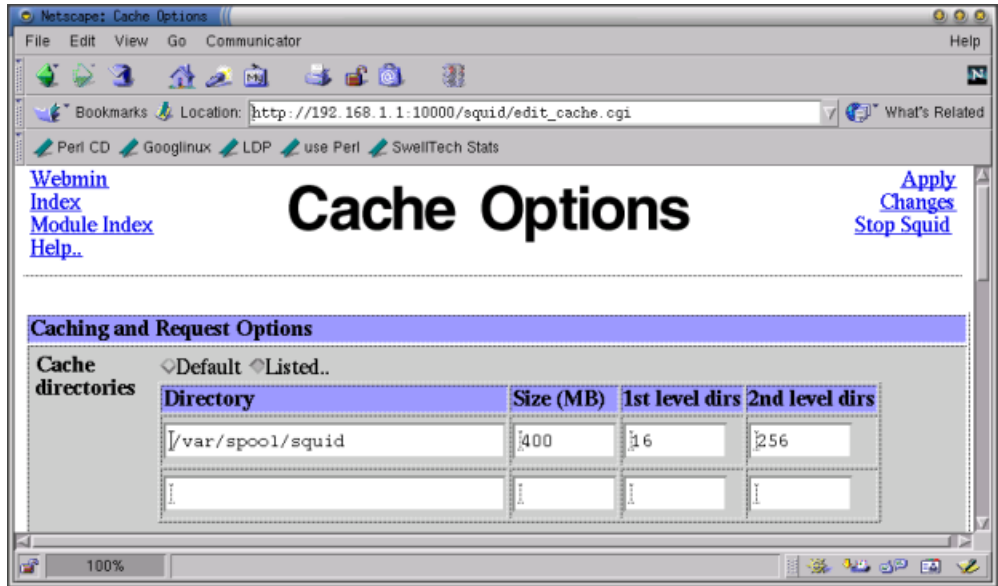 Netscape: Cache Options
File Edit View Go Communicator Help
My N
Bookmarks Location: http://192.168.1.1:10000/squid/edit_cache.cgi What's Related
Perl CD Googlinux LDP use Perl SwellTech Stats
Webmin
Index
Module Index
Help..
Cache Options
Apply
Changes
Stop Squid
Caching and Request Options
Cache directories
Default Listed..
Directory Size (MB) 1st level dirs 2nd level dirs
/var/spool/squid 400 16 256
100%